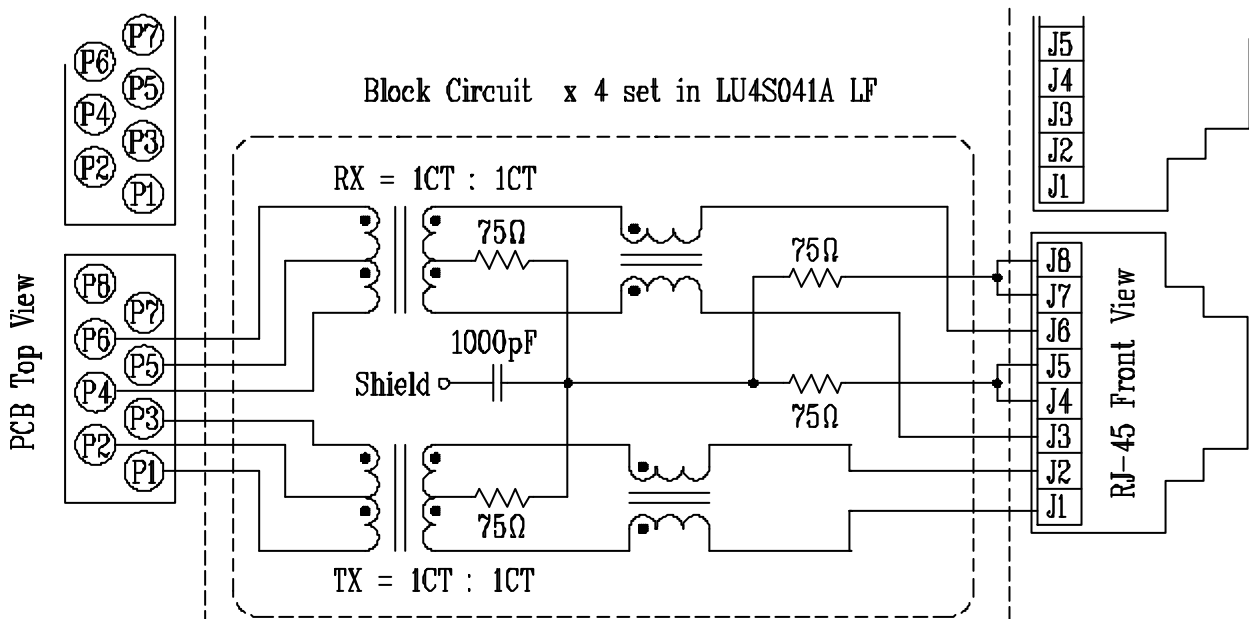 P7
P6
P5
P4
P3
P2
P1
Block Circuit x 4 set in LU4S041A LF
J5
J4
J3
J2
J1
RX = 1CT : 1CT
75Ω
75Ω
1000pF
Shield
75Ω
75Ω
TX = 1CT : 1CT
PCB Top View
P8
P7
P6
P5
P4
P3
P2
P1
J8
J7
J6
J5
J4
J3
J2
J1
RJ-45 Front View